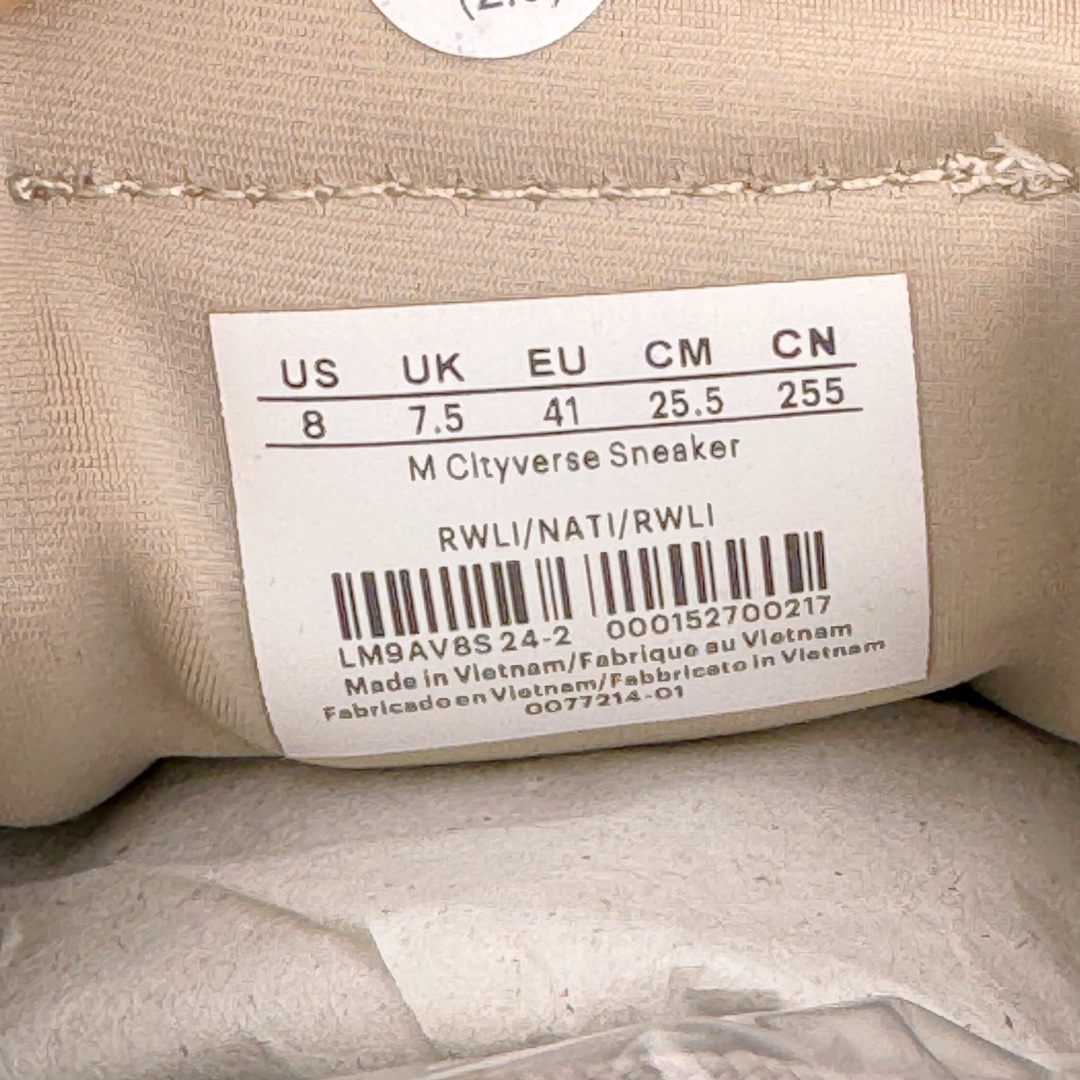 US UK EU CM CN
8 7.5 41 25.5 255
M Cityverse Sneaker
RWLI/NATI/RWLI
LM9AV8S 24-2 000152700217
Made in Vietnam/Fabrique au Vietnam
Fabricado en Vietnam/Fabbricato in Vietnam
0077214-01